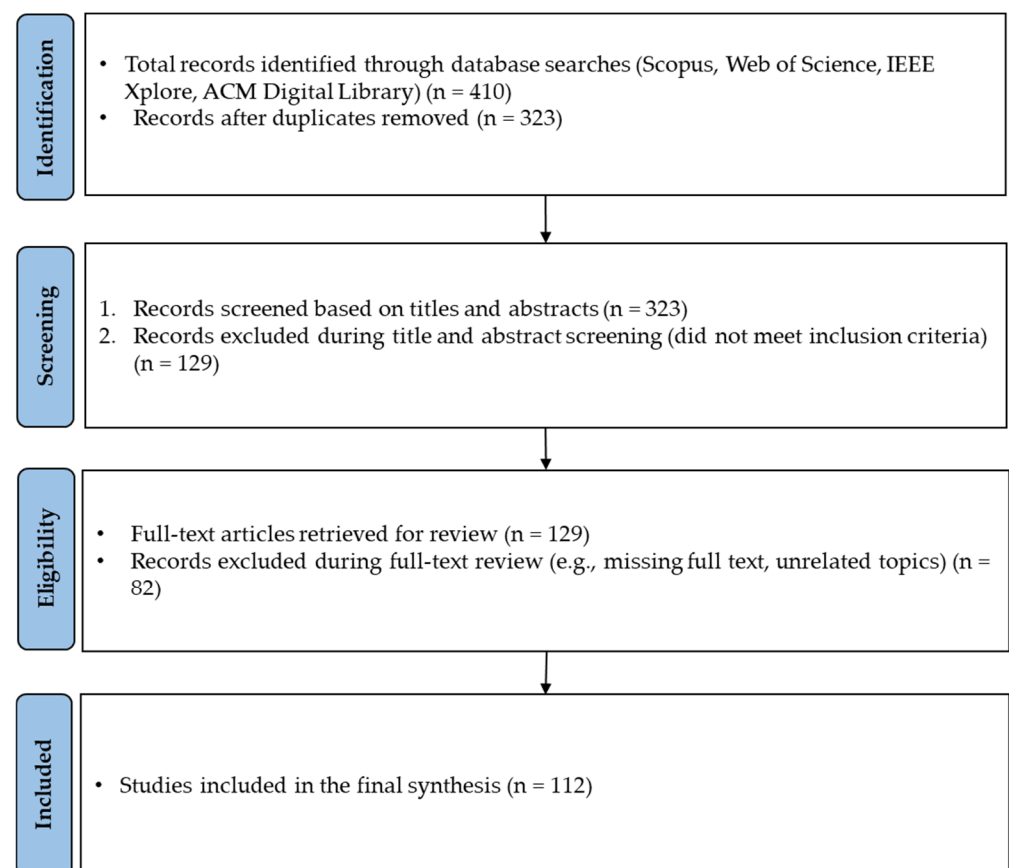 Identification
• Total records identified through database searches (Scopus, Web of Science, IEEE
Xplore, ACM Digital Library) (n = 410)
• Records after duplicates removed (n = 323)
Screening
1. Records screened based on titles and abstracts (n = 323)
2. Records excluded during title and abstract screening (did not meet inclusion criteria)
(n = 129)
Eligibility
• Full-text articles retrieved for review (n = 129)
• Records excluded during full-text review (e.g., missing full text, unrelated topics) (n =
82)
Included
• Studies included in the final synthesis (n = 112)